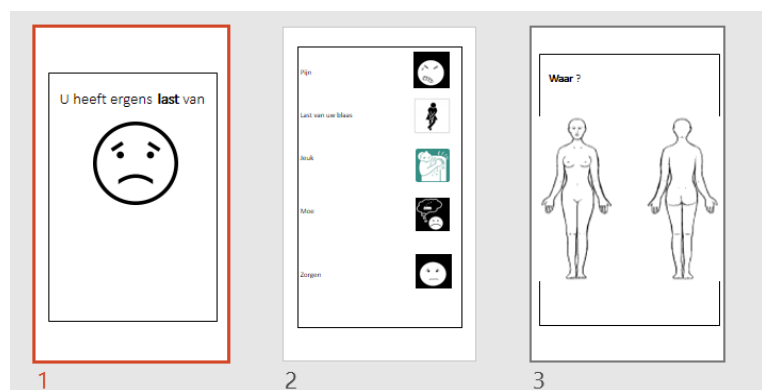 U heeft ergens last van
Pijn
Last van uw blaas
Jeuk
Moe
Zorgen
Waar ?
1
2
3